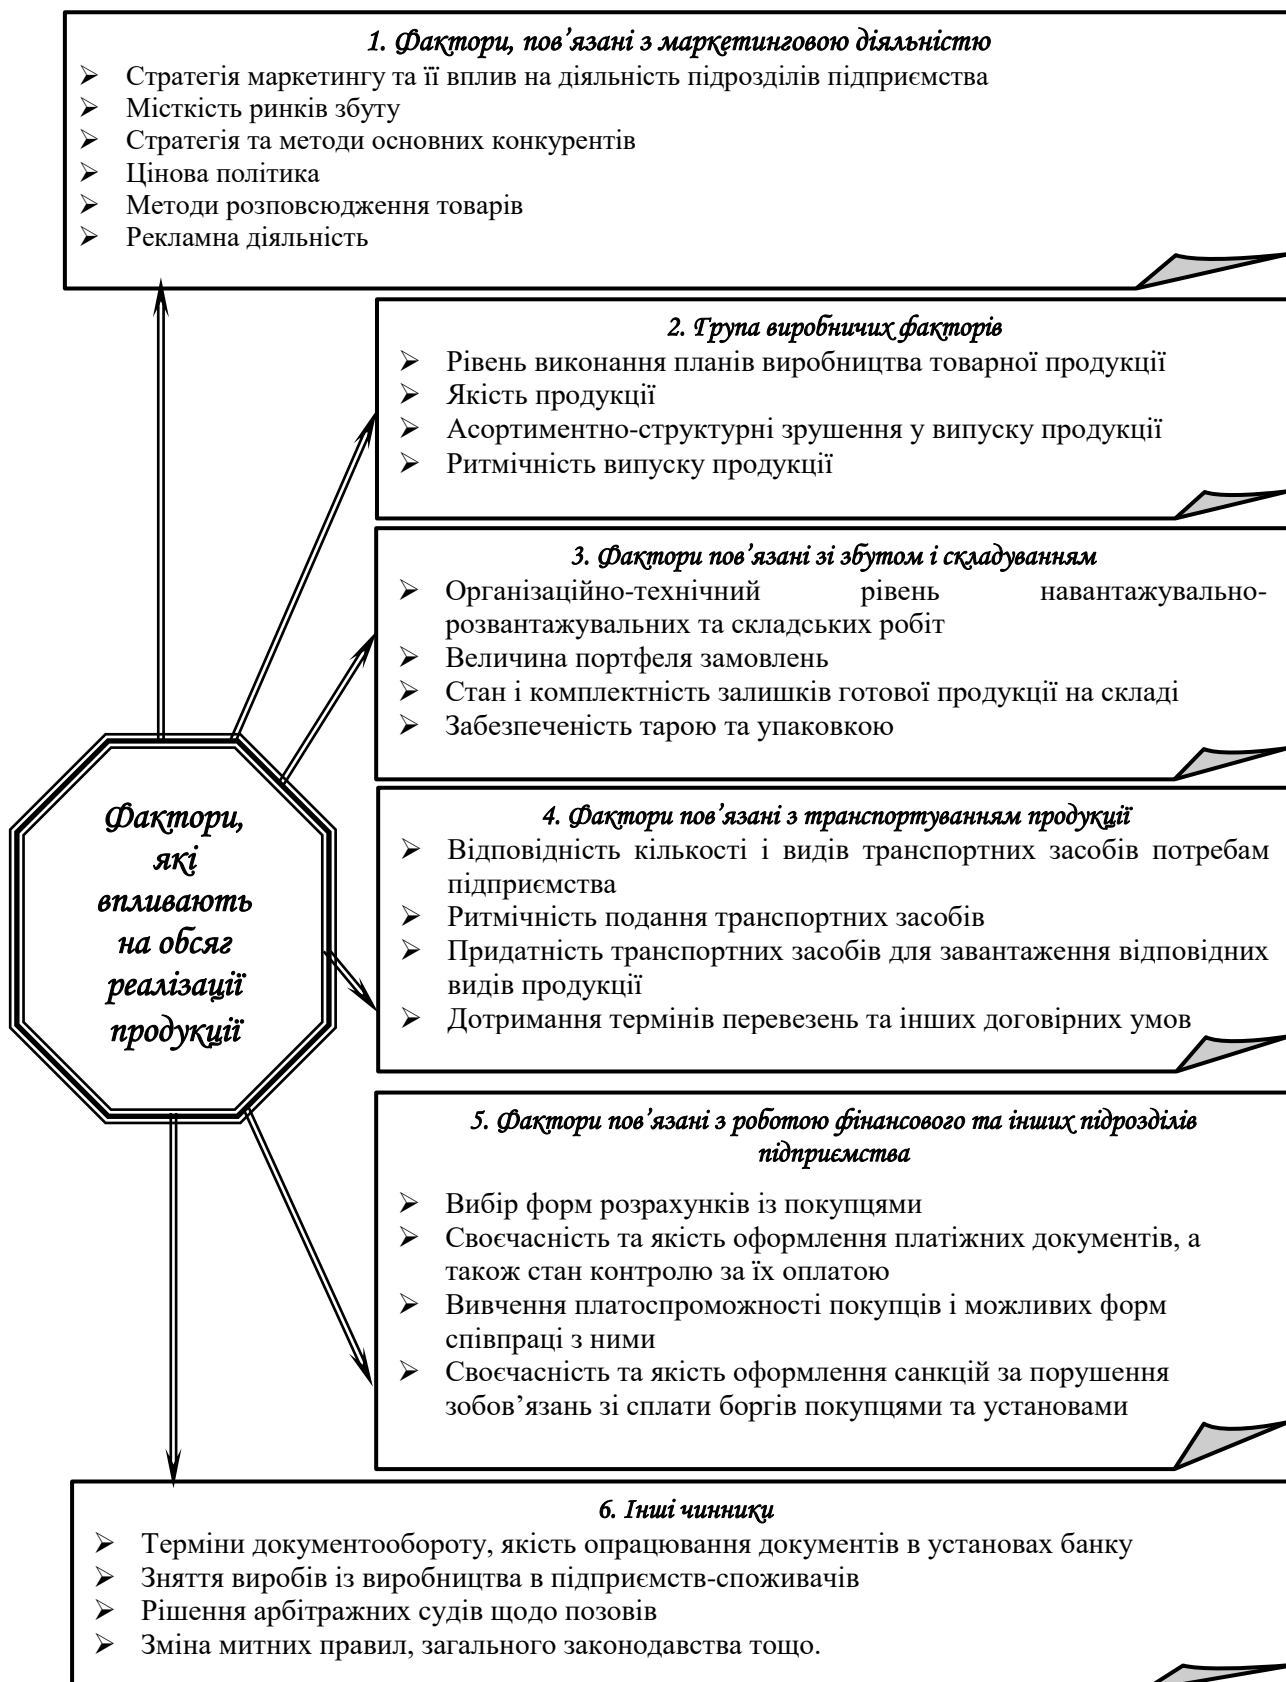 1. Фактори, пов’язані з маркетинговою діяльністю
➢ Стратегія маркетингу та її вплив на діяльність підрозділів підприємства
➢ Місткість ринків збуту
➢ Стратегія та методи основних конкурентів
➢ Цінова політика
➢ Методи розповсюдження товарів
➢ Рекламна діяльність
2. Група виробничих факторів
➢ Рівень виконання планів виробництва товарної продукції
➢ Якість продукції
➢ Асортиментно-структурні зрушення у випуску продукції
➢ Ритмічність випуску продукції
3. Фактори пов’язані зі збутом і складуванням
➢ Організаційно-технічний рівень навантажувально-
розвантажувальних та складських робіт
➢ Величина портфеля замовлень
➢ Стан і комплектність залишків готової продукції на складі
➢ Забезпеченість тарою та упаковкою
Фактори,
які
впливають
на обсяг
реалізації
продукції
4. Фактори пов’язані з транспортуванням продукції
➢ Відповідність кількості і видів транспортних засобів потребам
підприємства
➢ Ритмічність подання транспортних засобів
➢ Придатність транспортних засобів для завантаження відповідних
видів продукції
➢ Дотримання термінів перевезень та інших договірних умов
5. Фактори пов’язані з роботою фінансового та інших підрозділів
підприємства
➢ Вибір форм розрахунків із покупцями
➢ Своєчасність та якість оформлення платіжних документів, а
також стан контролю за їх оплатою
➢ Вивчення платоспроможності покупців і можливих форм
співпраці з ними
➢ Своєчасність та якість оформлення санкцій за порушення
зобов’язань зі сплати боргів покупцями та установами
6. Інші чинники
➢ Терміни документообороту, якість опрацювання документів в установах банку
➢ Зняття виробів із виробництва в підприємств-споживачів
➢ Рішення арбітражних судів щодо позовів
➢ Зміна митних правил, загального законодавства тощо.